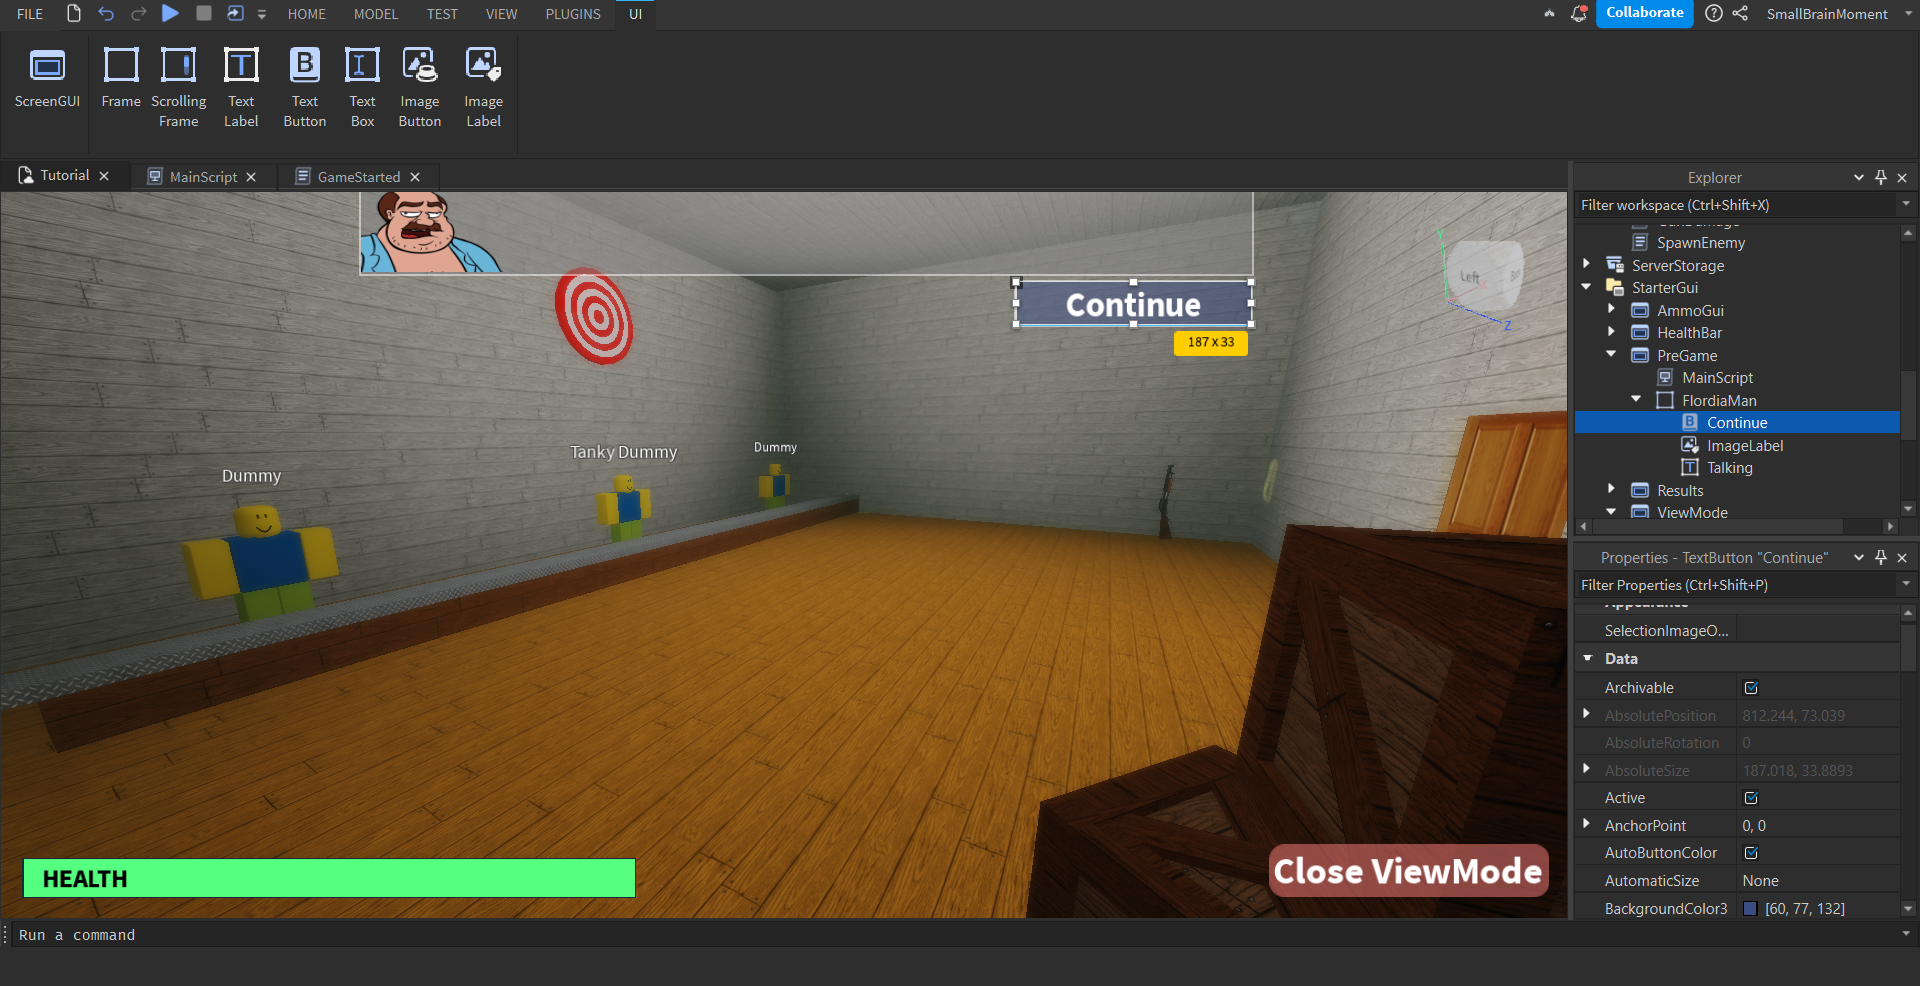 FILE
HOME
MODEL
TEST
VIEW
PLUGINS
UI
Collaborate
SmallBrainMoment
ScreenGUI
Frame
Scrolling
Frame
Text
Label
Text
Button
Text
Box
Image
Button
Image
Label
Tutorial
MainScript
GameStarted
Continue
187 x 33
Left
Y
Z
Dummy
Tanky Dummy
Dummy
HEALTH
Close ViewMode
Run a command
Explorer
Filter workspace (Ctrl+Shift+X)
SpawnEnemy
ServerStorage
StarterGui
AmmoGui
HealthBar
PreGame
MainScript
FlordiaMan
Continue
ImageLabel
Talking
Results
ViewMode
Properties - TextButton "Continue"
Filter Properties (Ctrl+Shift+P)
Appearance
SelectionImageO...
Data
Archivable
AbsolutePosition 812.244, 73.039
AbsoluteRotation 0
AbsoluteSize 187.018, 33.8893
Active
AnchorPoint 0, 0
AutoButtonColor
AutomaticSize None
BackgroundColor3 [60, 77, 132]